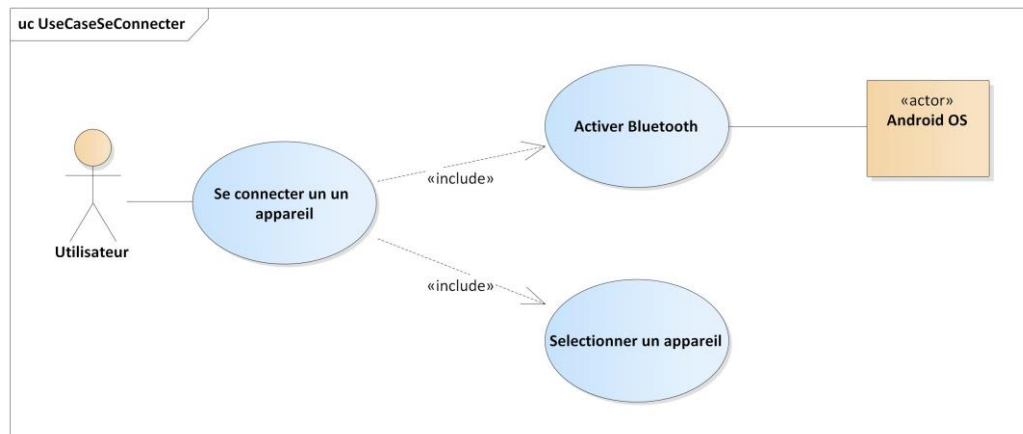 uc UseCaseSeConnecter
Activer Bluetooth
«actor»
Android OS
Se connecter un un
appareil
«include»
Utilisateur
«include»
Selectionner un appareil